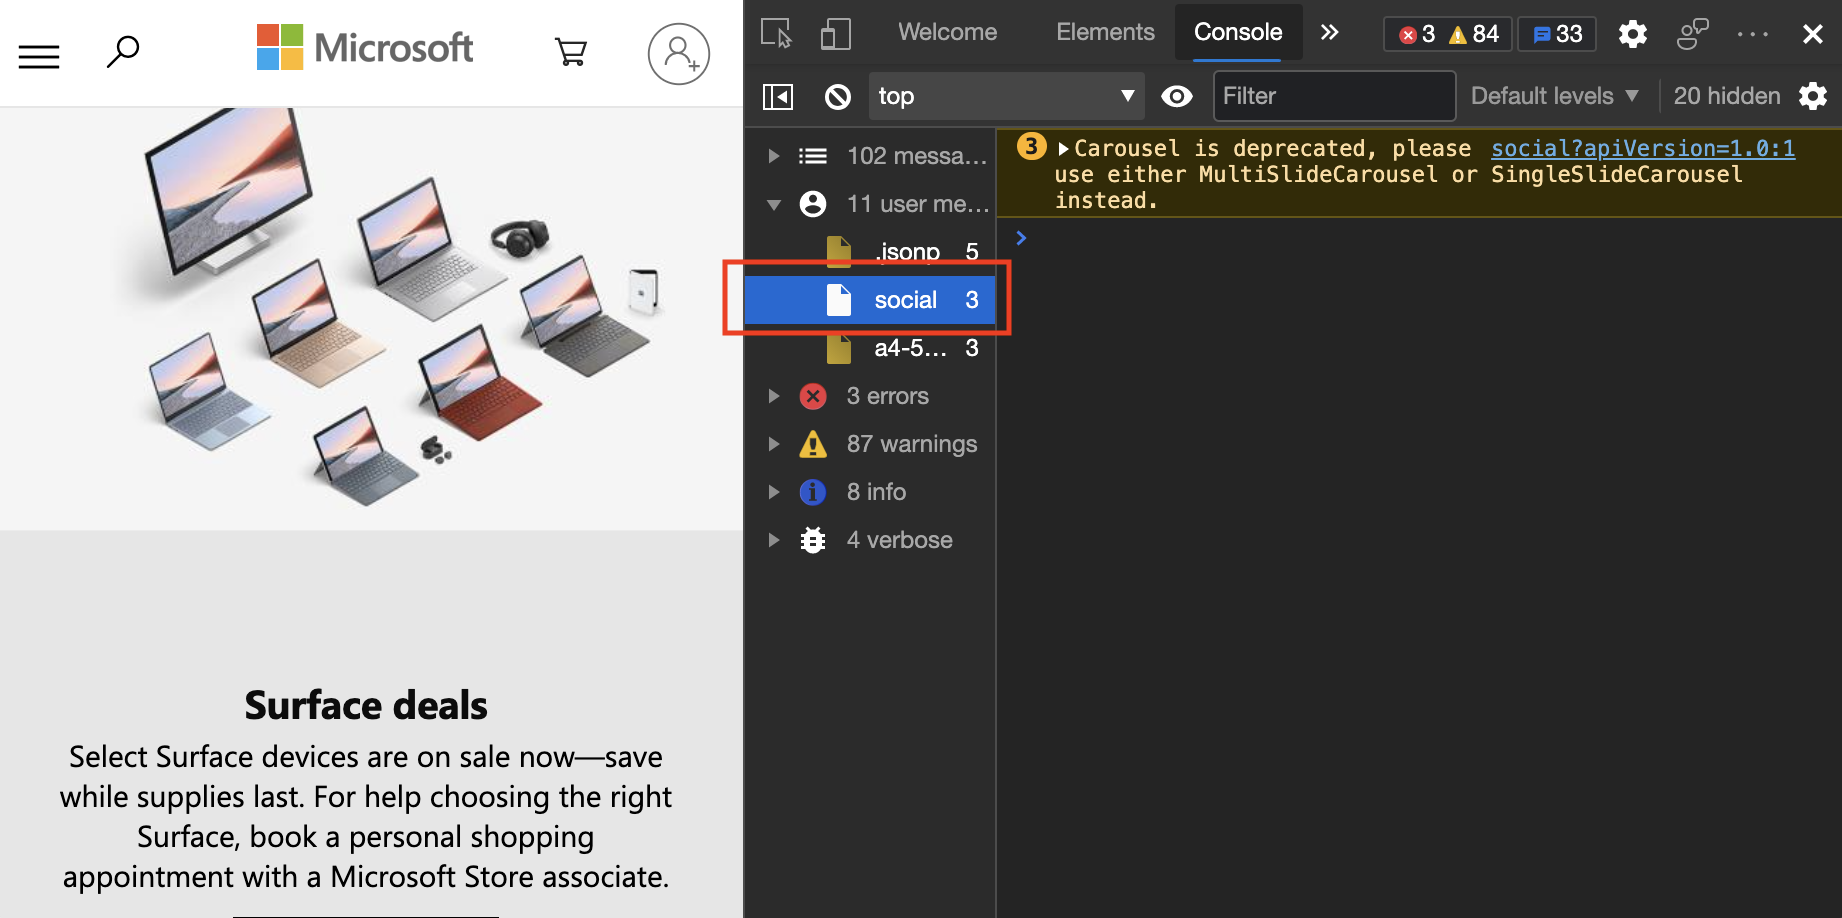 Microsoft
Surface deals
Select Surface devices are on sale now—save
while supplies last. For help choosing the right
Surface, book a personal shopping
appointment with a Microsoft Store associate.
Welcome Elements Console 3 84 33
top Filter Default levels 20 hidden
102 messa...
11 user me...
.jsonp 5
social 3
a4-5... 3
3 errors
87 warnings
8 info
4 verbose
3 Carousel is deprecated, please social?apiVersion=1.0:1
use either MultiSlideCarousel or SingleSlideCarousel
instead.